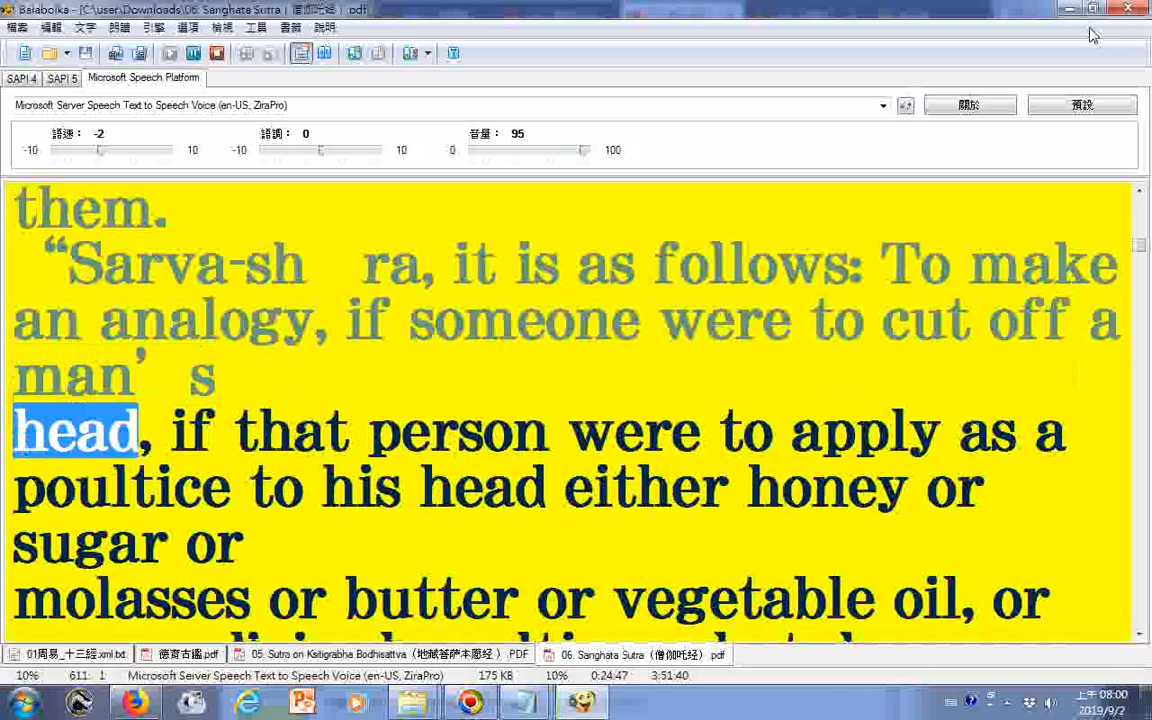 Balabolka - [C:\user\Downloads\06. Sanghata Sutra（僧伽吒经）.pdf]
檔案 編輯 文字 朗讀 引擎 選項 檢視 工具 書籤 說明
SAPI 4 SAPI 5 Microsoft Speech Platform
Microsoft Server Speech Text to Speech Voice (en-US, ZiraPro) 關於 預設
語速： -2 語調： 0 音量： 95
-10 10 -10 10 0 100
them.
“Sarva-sh ra, it is as follows: To make
an analogy, if someone were to cut off a
man’ s
head, if that person were to apply as a
poultice to his head either honey or
sugar or
molasses or butter or vegetable oil, or
01周易_十三經.xml.txt 德育古鑑.pdf 05. Sutra on Ksitigrabha Bodhisattva（地藏菩萨本愿经）.PDF 06. Sanghata Sutra（僧伽吒经）.pdf
10% 611: 1 Microsoft Server Speech Text to Speech Voice (en-US, ZiraPro) 175 KB 10% 0:24:47 3:51:40
上午 08:00
2019/9/2